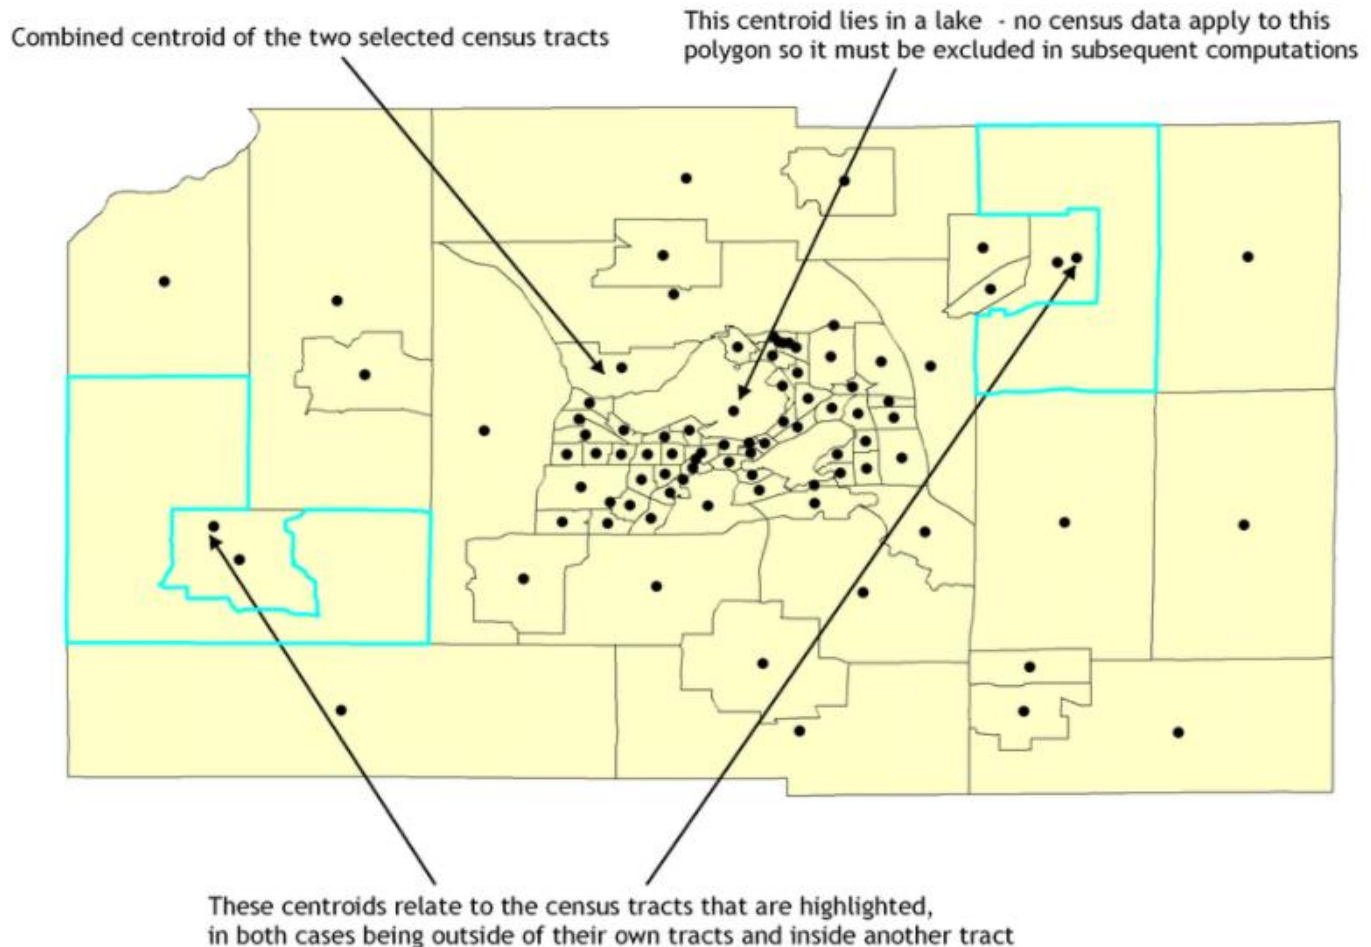 Combined centroid of the two selected census tracts
This centroid lies in a lake - no census data apply to this
polygon so it must be excluded in subsequent computations
These centroids relate to the census tracts that are highlighted,
in both cases being outside of their own tracts and inside another tract